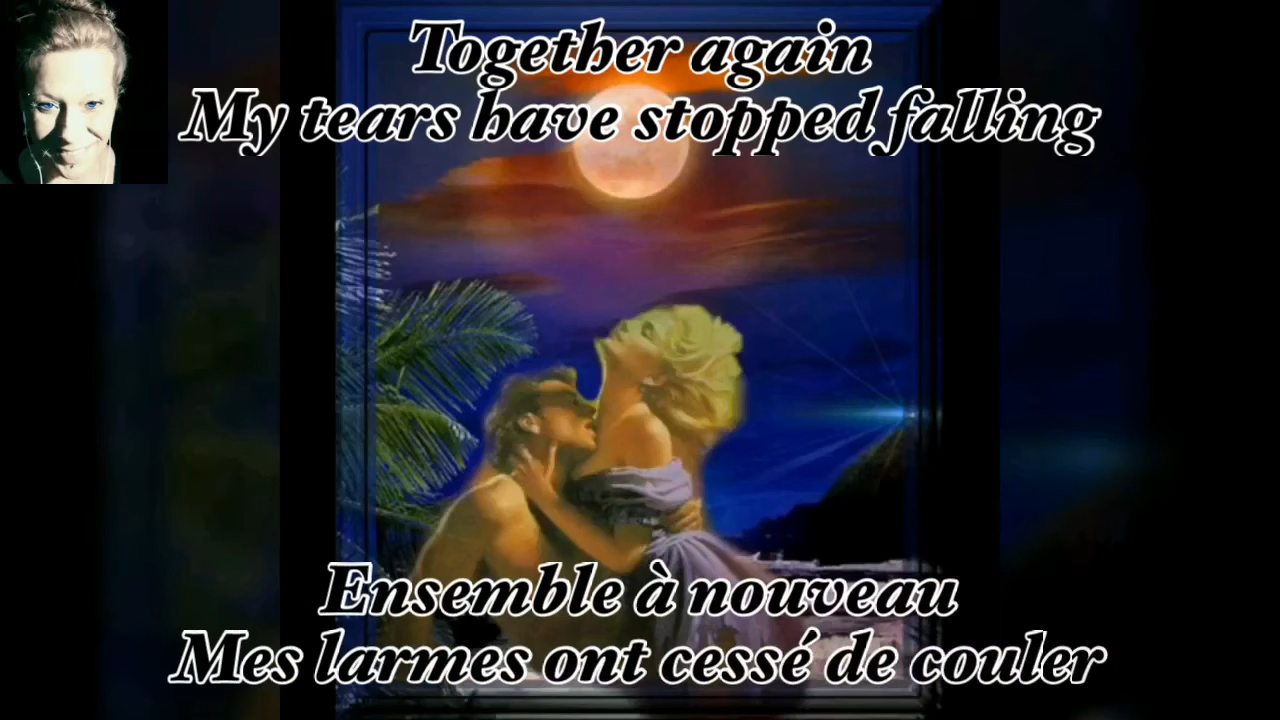 Together again
My tears have stopped falling
Ensemble à nouveau
Mes larmes ont cessé de couler